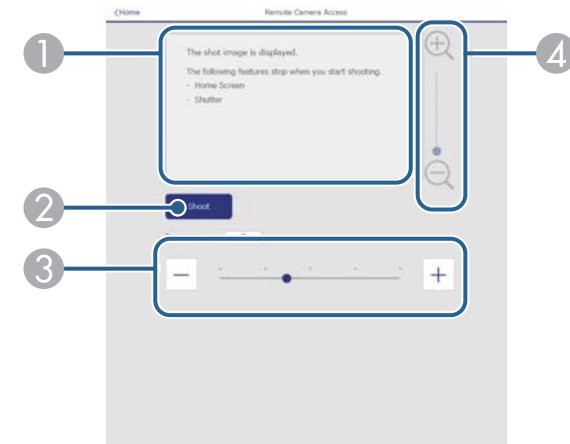 <Home
Remote Camera Access
1
The shot image is displayed.
The following features stop when you start shooting.
- Home Screen
- Shutter
4
2
Shoot
3